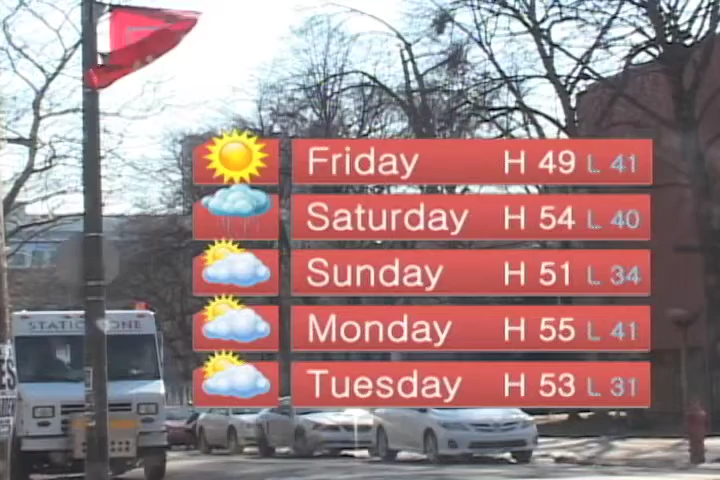 Friday H 49 L 41
Saturday H 54 L 40
Sunday H 51 L 34
Monday H 55 L 41
Tuesday H 53 L 31
STATION ONE